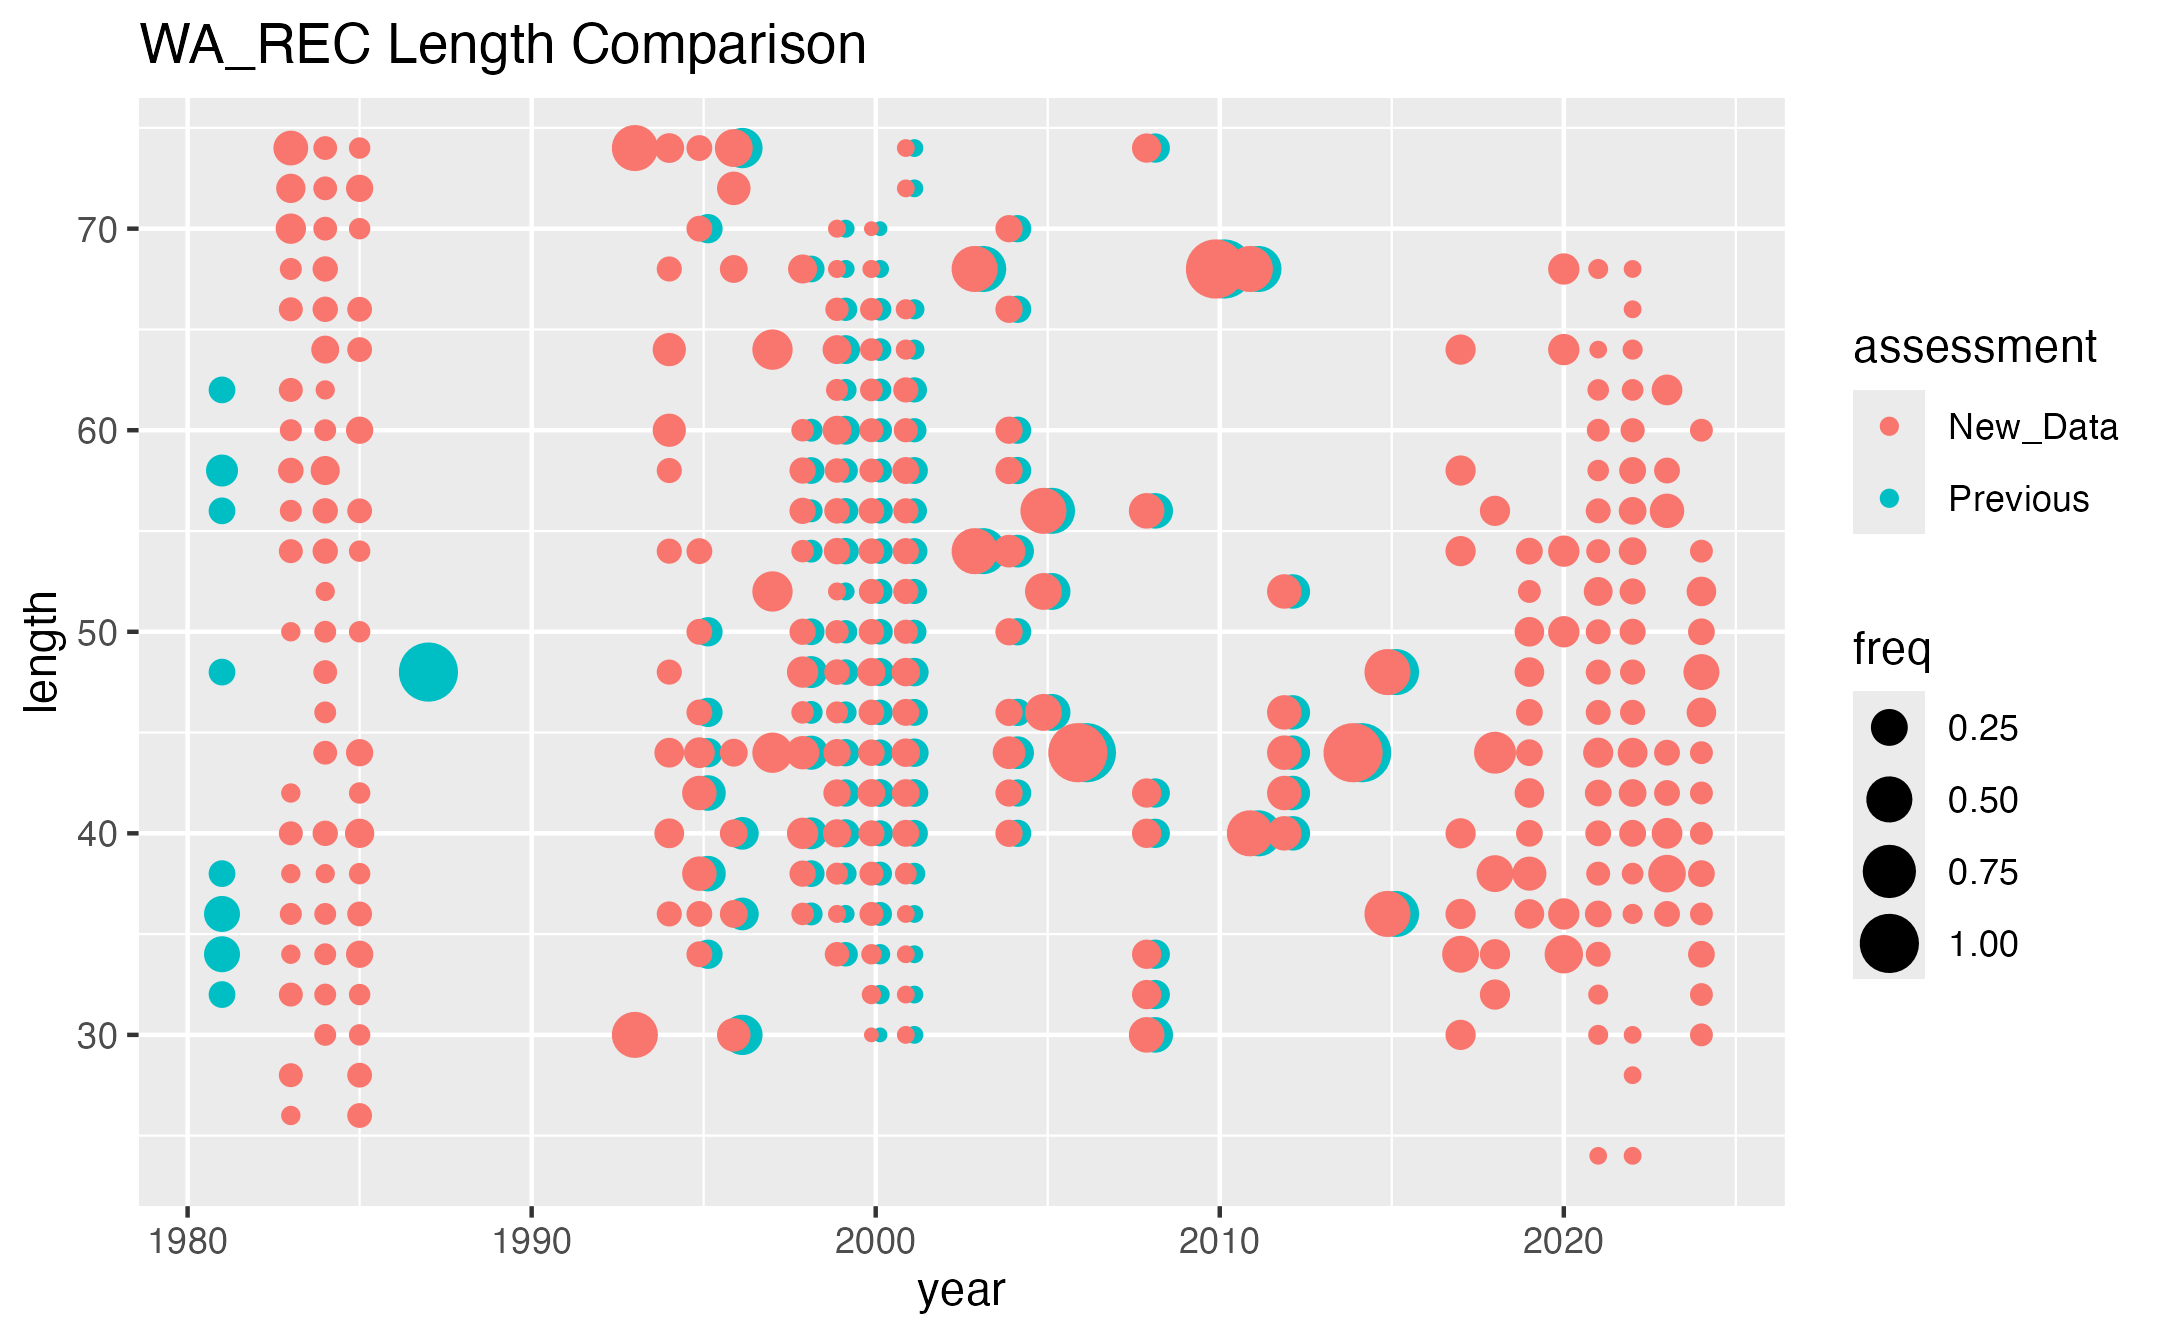 WA_REC Length Comparison
length
70
60
50
40
30
1980
1990
2000
2010
2020
year
assessment
New_Data
Previous
freq
0.25
0.50
0.75
1.00